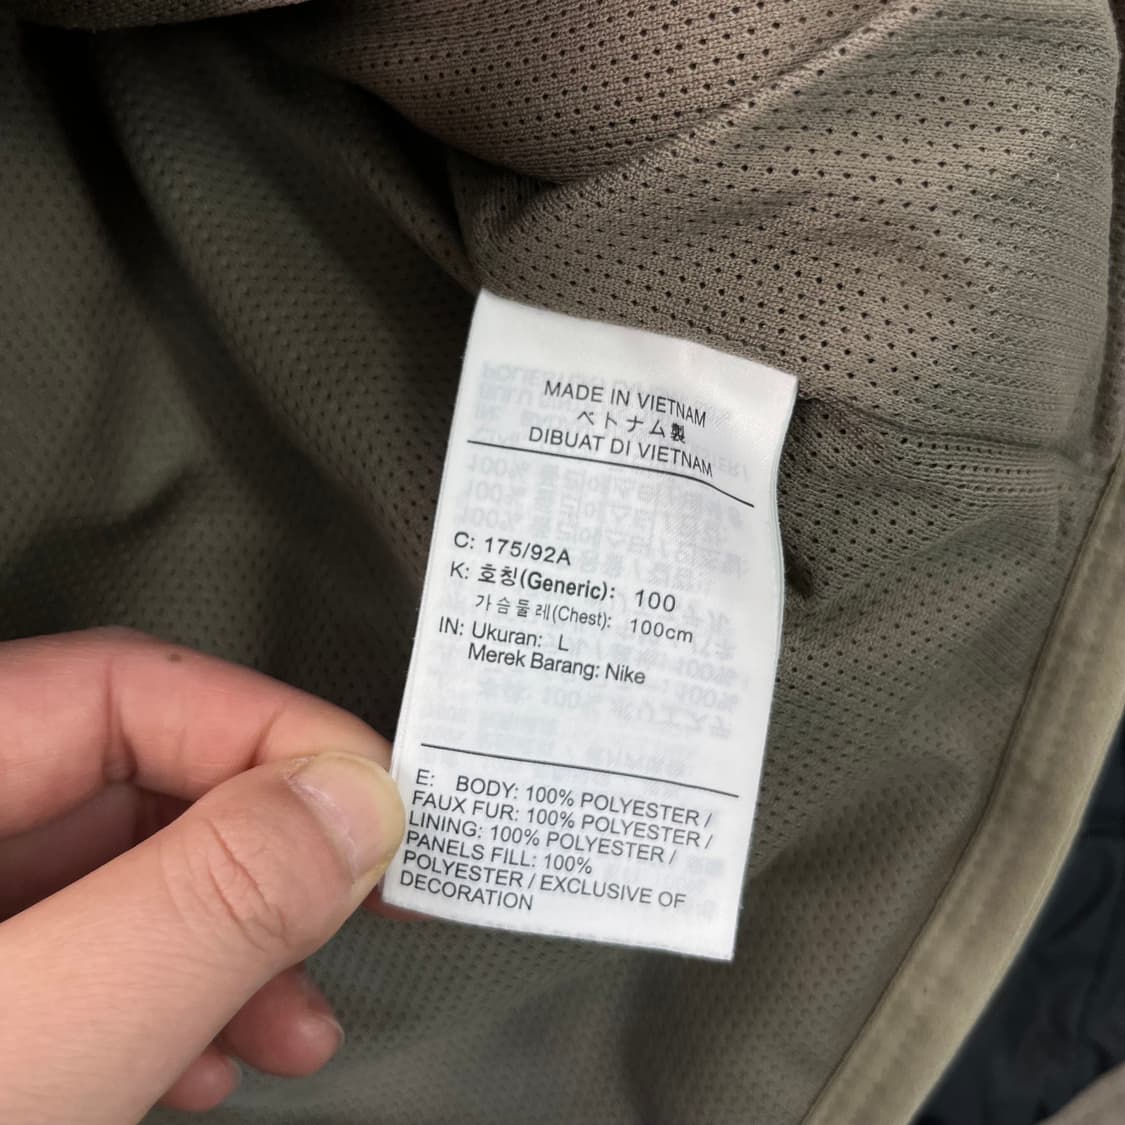 MADE IN VIETNAM
ベトナム製
DIBUAT DI VIETNAM
C: 175/92A
K: 호칭(Generic): 100
가슴둘레(Chest): 100cm
IN: Ukuran: L
Merek Barang: Nike
E: BODY: 100% POLYESTER /
FAUX FUR: 100% POLYESTER /
LINING: 100% POLYESTER /
PANELS FILL: 100%
POLYESTER / EXCLUSIVE OF
DECORATION